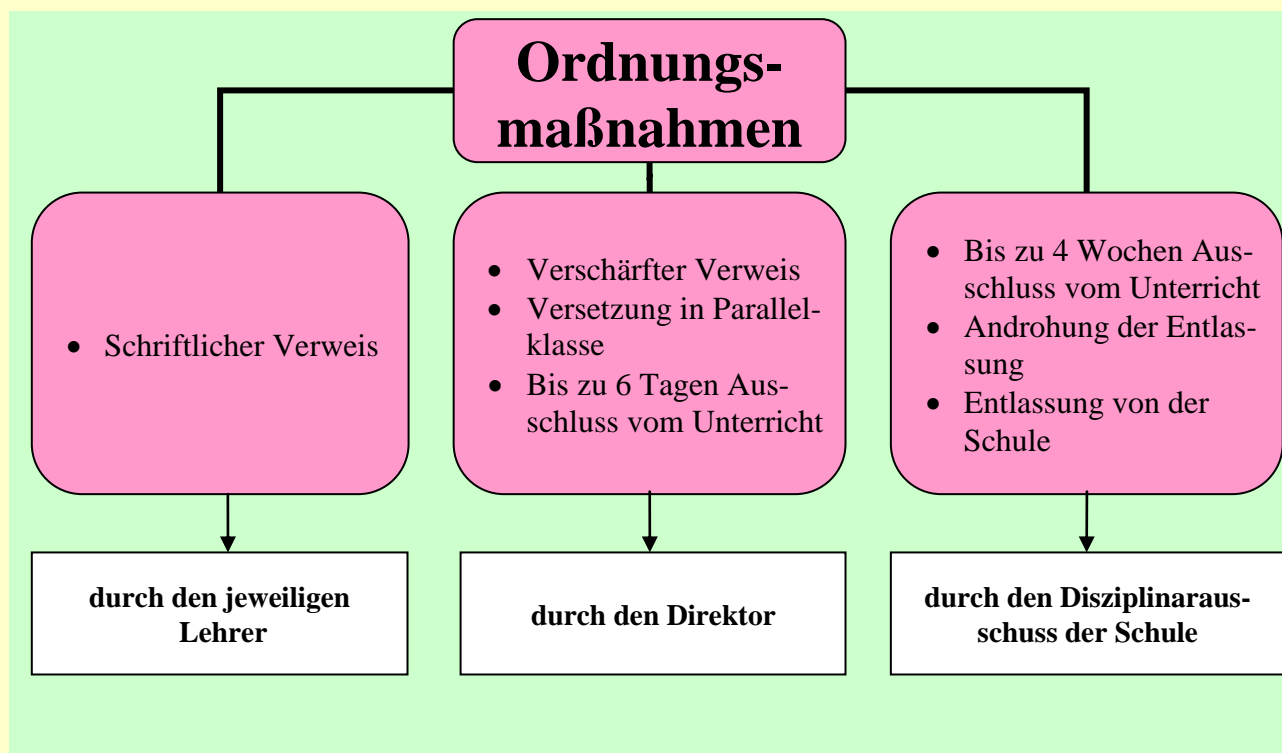 Ordnungs-
maßnahmen
• Schriftlicher Verweis
• Verschärfter Verweis
• Versetzung in Parallel-
klasse
• Bis zu 6 Tagen Aus-
schluss vom Unterricht
• Bis zu 4 Wochen Aus-
schluss vom Unterricht
• Androhung der Entlas-
sung
• Entlassung von der
Schule
durch den jeweiligen
Lehrer
durch den Direktor
durch den Disziplinaraus-
schuss der Schule